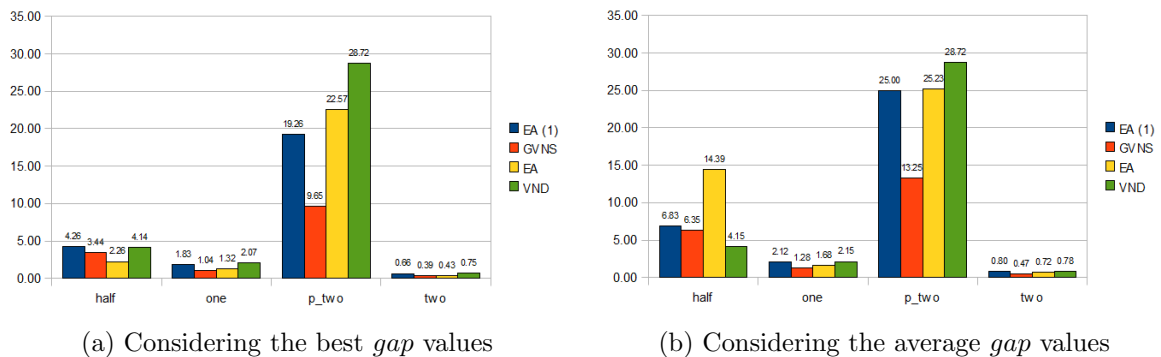 35.00
30.00
25.00
20.00
15.00
10.00
5.00
0.00
4.26
3.44
2.26
4.14
1.83
1.04
1.32
2.07
19.26
9.65
22.57
28.72
0.66
0.39
0.43
0.75
half
one
p_two
two
EA (1)
GVNS
EA
VND
(a) Considering the best gap values
35.00
30.00
25.00
20.00
15.00
10.00
5.00
0.00
6.83
6.35
14.39
4.15
2.12
1.28
1.68
2.15
25.00
13.25
25.23
28.72
0.80
0.47
0.72
0.78
half
one
p_two
two
EA (1)
GVNS
EA
VND
(b) Considering the average gap values